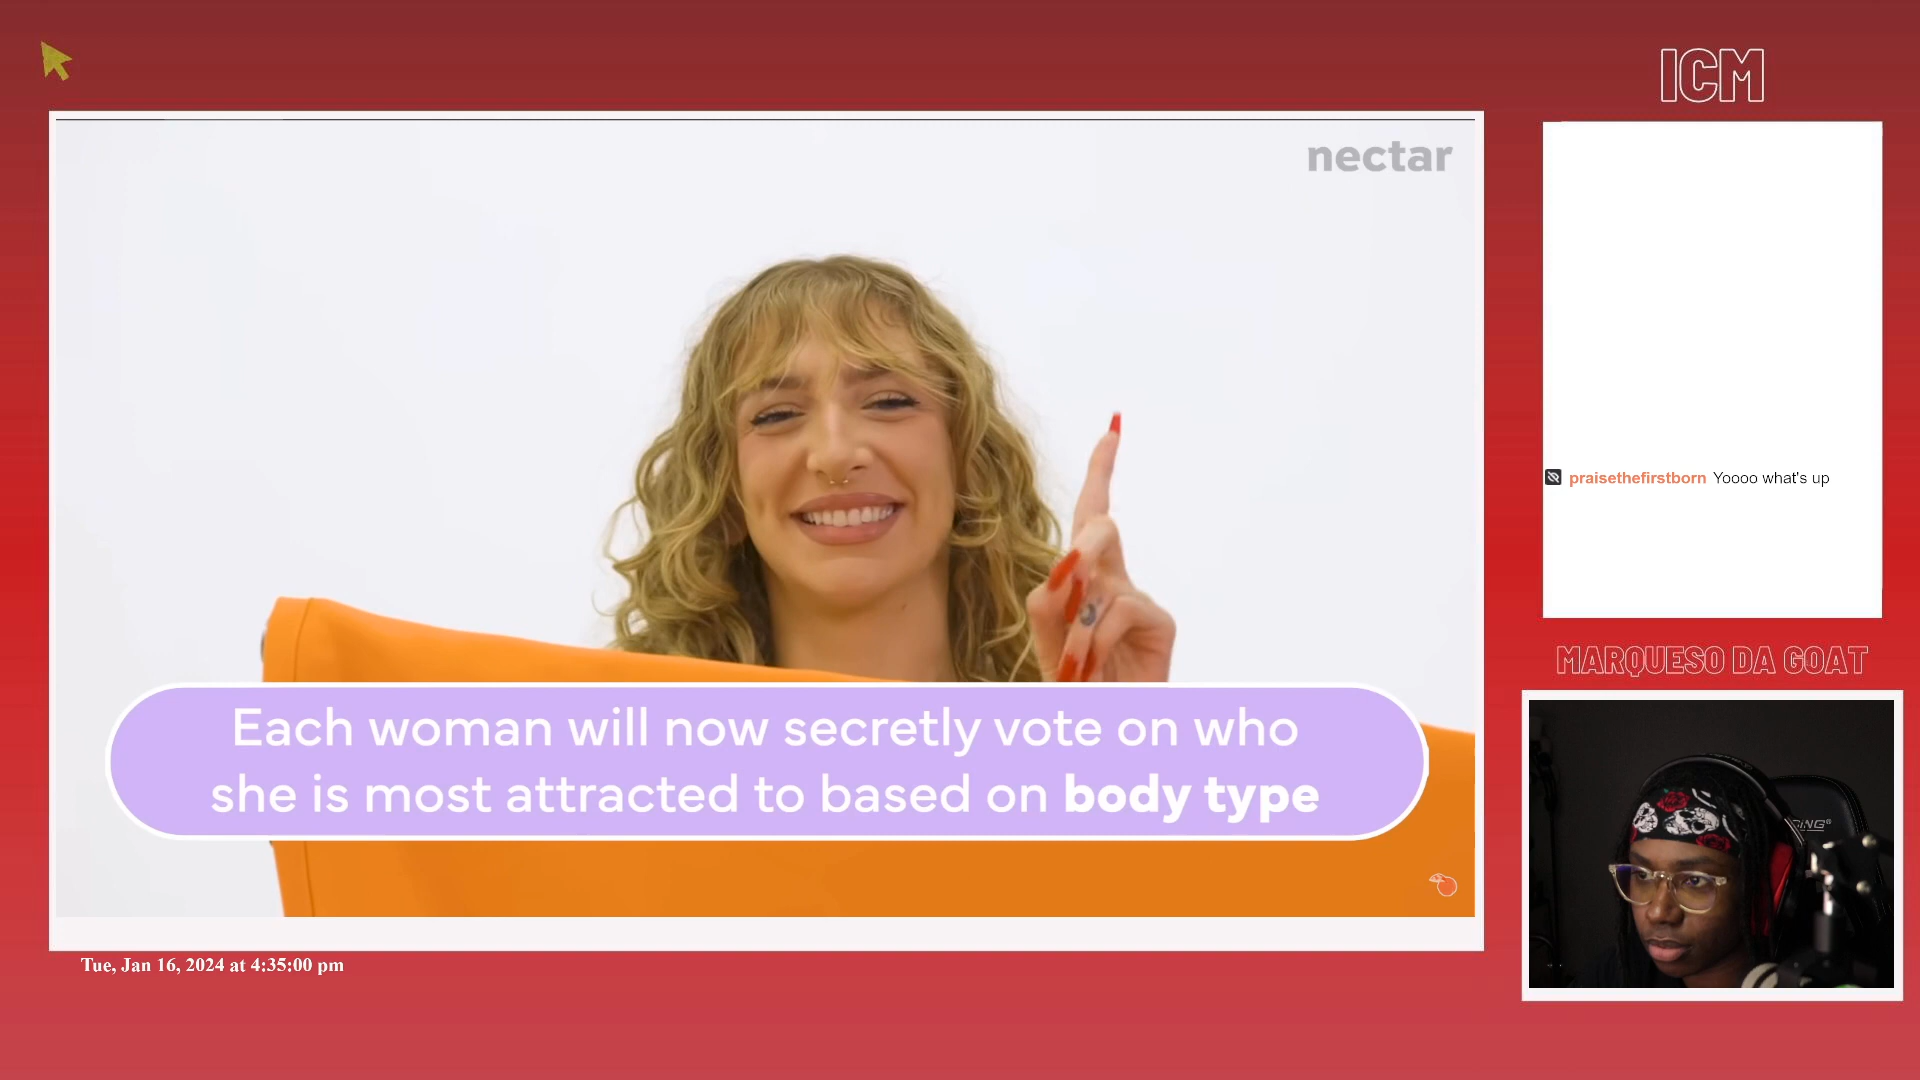 ICM
nectar
praisethefirstborn Yoooo what's up
MARQUESO DA GOAT
Each woman will now secretly vote on who
she is most attracted to based on body type
Tue, Jan 16, 2024 at 4:35:00 pm